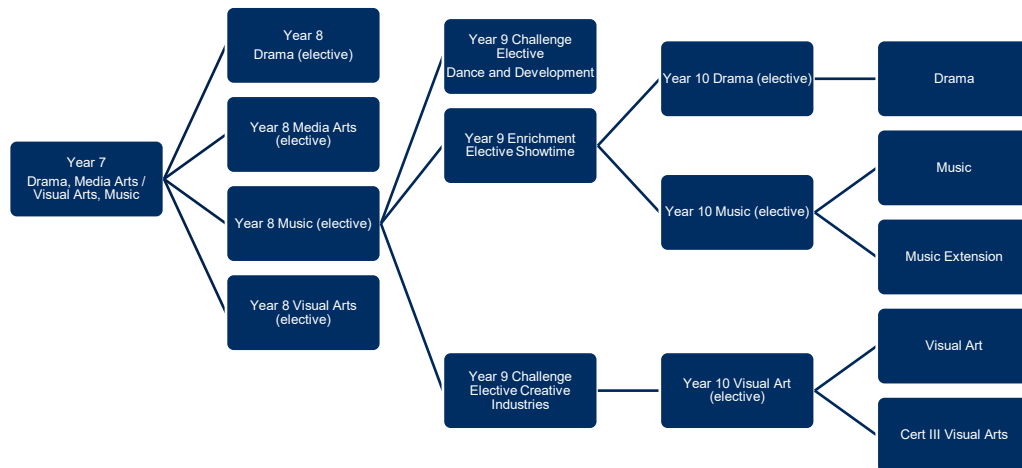 Year 7
Drama, Media Arts /
Visual Arts, Music
Year 8
Drama (elective)
Year 8 Media Arts
(elective)
Year 8 Music (elective)
Year 8 Visual Arts
(elective)
Year 9 Challenge
Elective
Dance and Development
Year 9 Enrichment
Elective Showtime
Year 9 Challenge
Elective Creative
Industries
Year 10 Drama (elective)
Year 10 Music (elective)
Year 10 Visual Art
(elective)
Drama
Music
Music Extension
Visual Art
Cert III Visual Arts